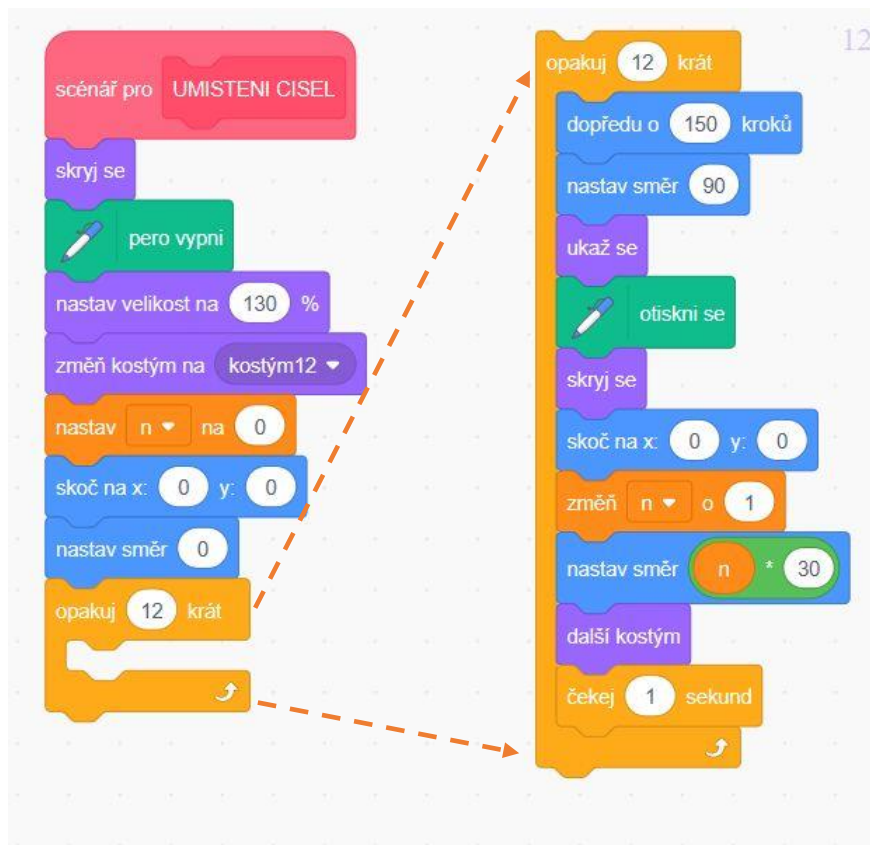 scénář pro UMISTENI CISEL
skryj se
pero vypni
nastav velikost na 130 %
změň kostým na kostým12
nastav n na 0
skoč na x: 0 y: 0
nastav směr 0
opakuj 12 krát
opakuj 12 krát
dopředu o 150 kroků
nastav směr 90
ukaž se
otiskni se
skryj se
skoč na x: 0 y: 0
změň n o 1
nastav směr n * 30
další kostým
čekej 1 sekund
12